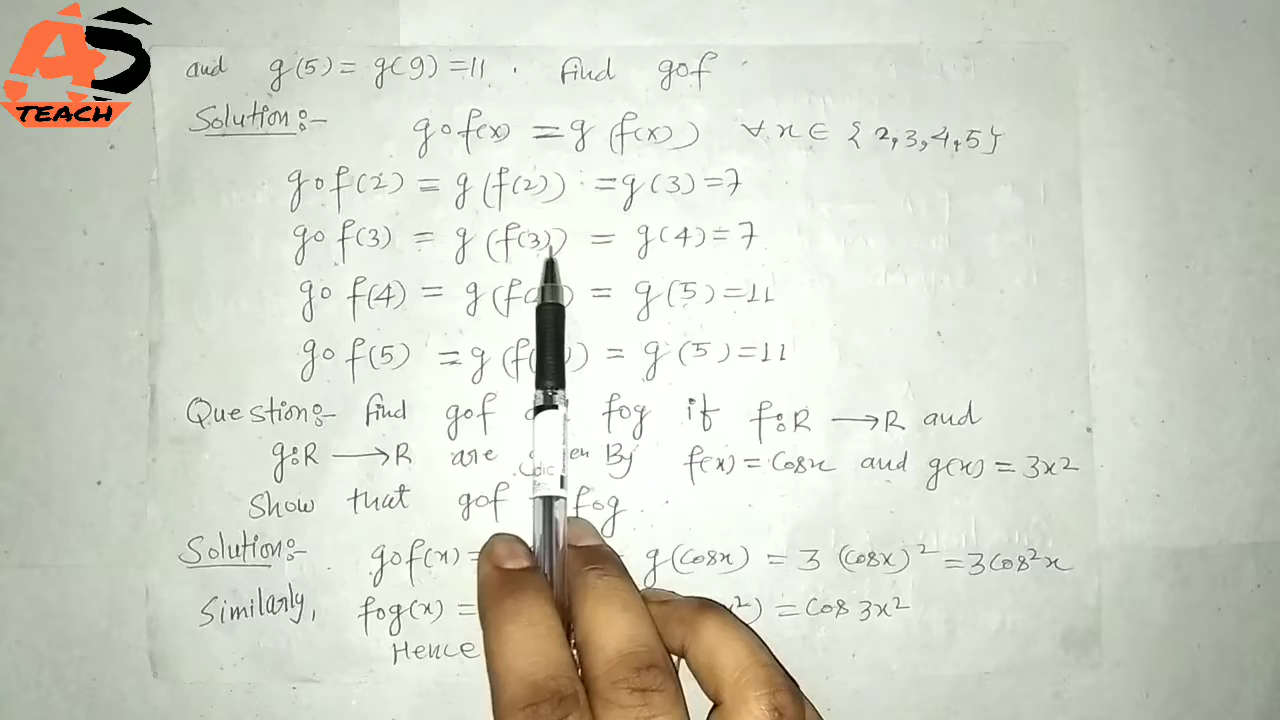 AS
TEACH
and g(5) = g(9) = 11 . Find gof
Solution:- gof(x) = g(f(x)) ∀ x ∈ {2,3,4,5}
gof(2) = g(f(2)) = g(3) = 7
gof(3) = g(f(3)) = g(4) = 7
gof(4) = g(f( ) = g(5) = 11
gof(5) = g(f( ) = g(5) = 11
Question:- find gof fog if f:R → R and
g:R → R are By f(x) = Cosx and g(x) = 3x²
Show that gof fog
Solution:- gof(x) = = g(Cosx) = 3 (Cosx)² = 3Cos²x
Similarly, fog(x) = x²) = Cos 3x²
Hence